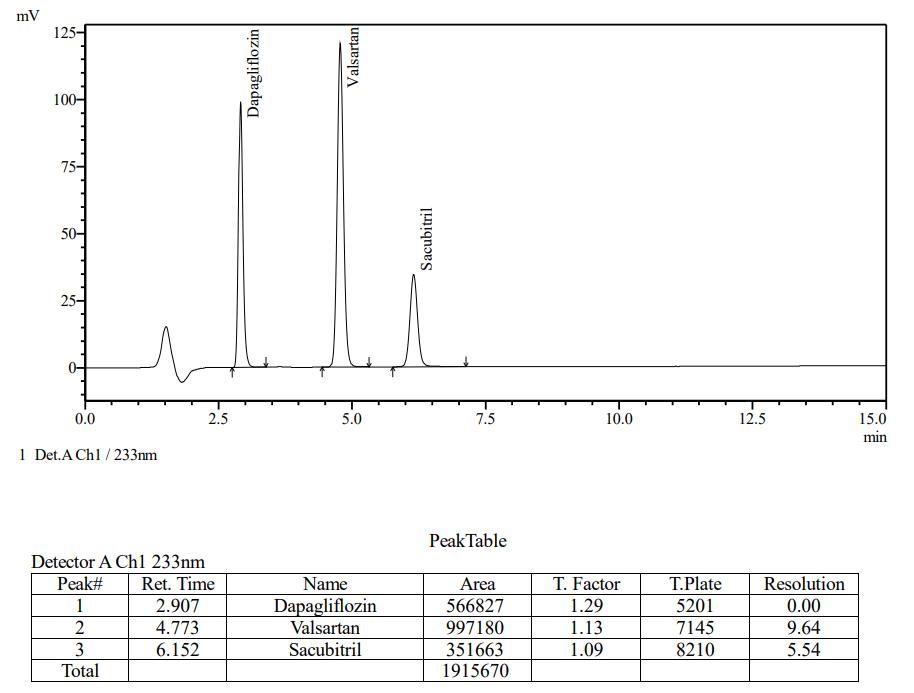 mV
125
100
75
50
25
0
Dapagliflozin
Valsartan
Sacubitril
0.0 2.5 5.0 7.5 10.0 12.5 15.0
min
1 Det.A Ch1 / 233nm
PeakTable
Detector A Ch1 233nm
Peak# Ret. Time Name Area T. Factor T.Plate Resolution
1 2.907 Dapagliflozin 566827 1.29 5201 0.00
2 4.773 Valsartan 997180 1.13 7145 9.64
3 6.152 Sacubitril 351663 1.09 8210 5.54
Total 1915670